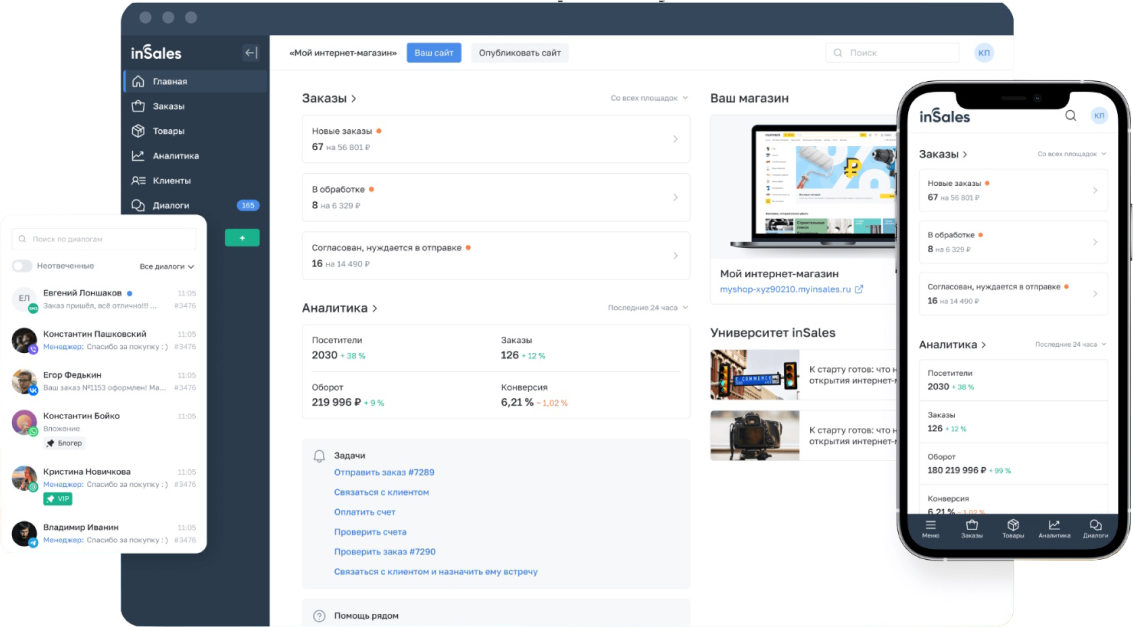 inSales
Главная
Заказы
Товары
Аналитика
Клиенты
Диалоги
165
+
Поиск по диалогам
Неотвеченные
Все диалоги
ЕЛ
Евгений Лоншаков
11:05
Заказ пришёл, всё отлично!!! ...
#3476
Константин Пашковский
11:05
Менеджер: Спасибо за покупку : )
#3476
Егор Федькин
11:05
Ваш заказ №1153 оформлен! Ма...
#3476
Константин Бойко
11:05
Вложение
Блогер
Кристина Новичкова
11:05
Менеджер: Спасибо за покупку : )
#3476
VIP
Владимир Иванин
11:05
Менеджер: Спасибо за покупку : )
#3476
«Мой интернет-магазин»
Ваш сайт
Опубликовать сайт
Поиск
КП
Заказы
Со всех площадок
Новые заказы
67 на 56 801 ₽
В обработке
8 на 6 329 ₽
Согласован, нуждается в отправке
16 на 14 490 ₽
Аналитика
Последние 24 часа
Посетители
2030 + 38 %
Заказы
126 + 12 %
Оборот
219 996 ₽ + 9 %
Конверсия
6,21 % − 1,02 %
Задачи
Отправить заказ #7289
Связаться с клиентом
Оплатить счет
Проверить счета
Проверить заказ #7290
Связаться с клиентом и назначить ему встречу
Помощь рядом
Ваш магазин
Мой интернет-магазин
myshop-xyz90210.myinsales.ru
Университет inSales
К старту готов: что н
открытия интернет-м
К старту готов: что н
открытия интернет-м
inSales
КП
Заказы
Со всех площадок
Новые заказы
67 на 56 801 ₽
В обработке
8 на 6 329 ₽
Согласован, нуждается в отправке
16 на 14 490 ₽
Аналитика
Последние 24 часа
Посетители
2030 + 38 %
Заказы
126 + 12 %
Оборот
180 219 996 ₽ + 99 %
Конверсия
6,21 % − 1,02 %
Меню
Заказы
Товары
Аналитика
Диалоги